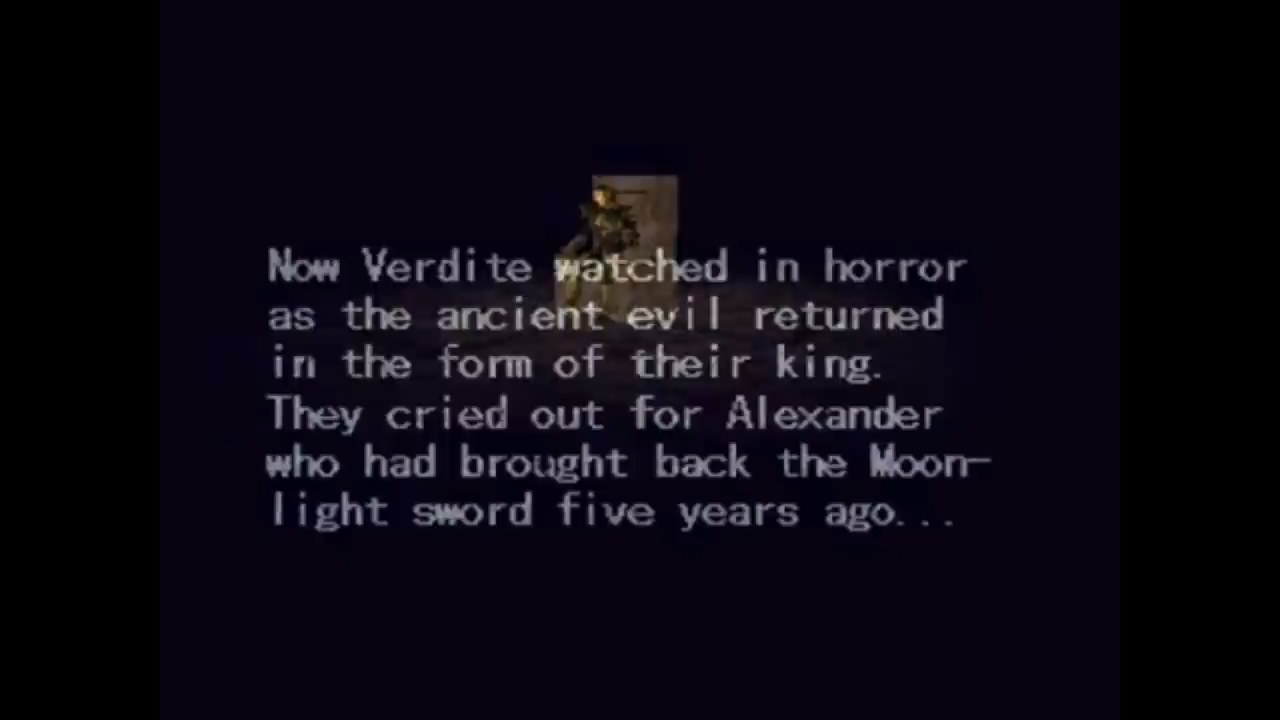 Now Verdite watched in horror
as the ancient evil returned
in the form of their king.
They cried out for Alexander
who had brought back the Moon-
light sword five years ago...